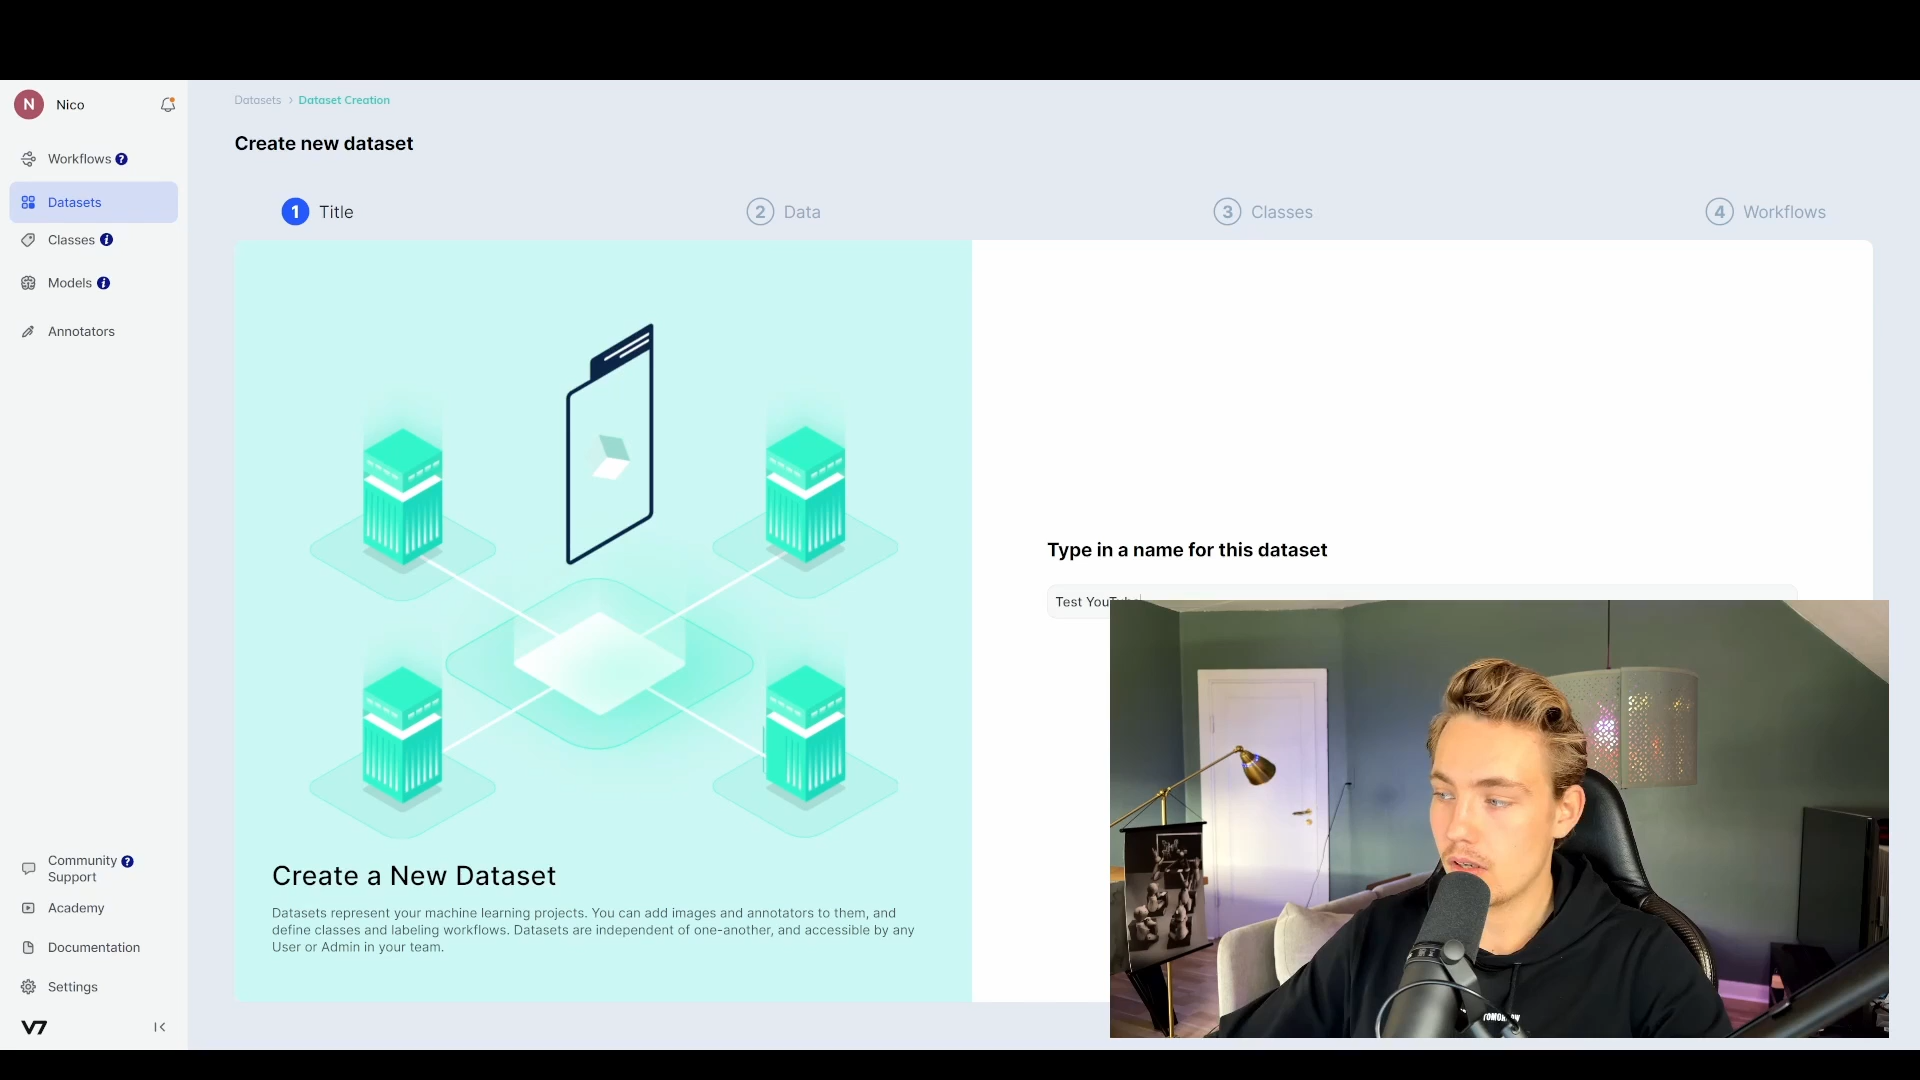 N Nico
Workflows ?
Datasets
Classes i
Models i
Annotators
Community ?
Support
Academy
Documentation
Settings
V7
Datasets › Dataset Creation
Create new dataset
1 Title
2 Data
3 Classes
4 Workflows
Create a New Dataset
Datasets represent your machine learning projects. You can add images and annotators to them, and
define classes and labeling workflows. Datasets are independent of one-another, and accessible by any
User or Admin in your team.
Type in a name for this dataset
Test